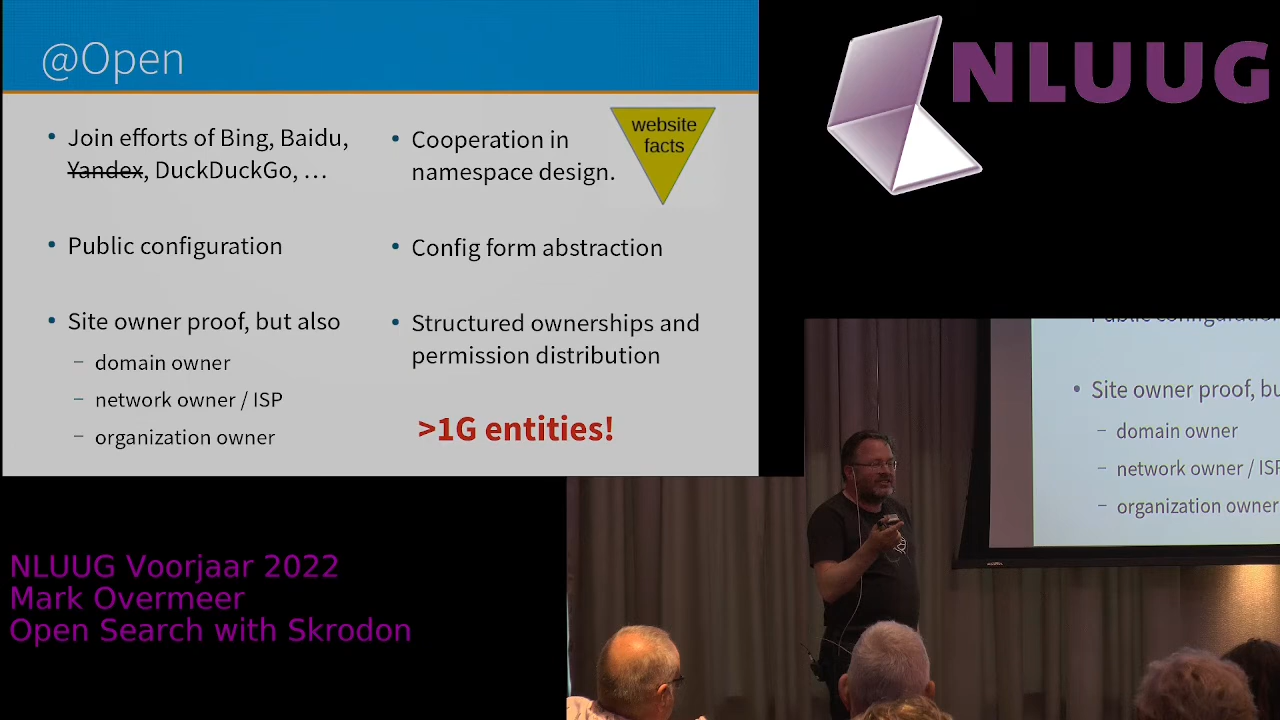 @Open
• Join efforts of Bing, Baidu,
Yandex, DuckDuckGo, …
• Public configuration
• Site owner proof, but also
– domain owner
– network owner / ISP
– organization owner
• Cooperation in
namespace design.
website
facts
• Config form abstraction
• Structured ownerships and
permission distribution
>1G entities!
NLUUG
• Site owner proof, bu
– domain owner
– network owner / ISP
– organization owner
NLUUG Voorjaar 2022
Mark Overmeer
Open Search with Skrodon